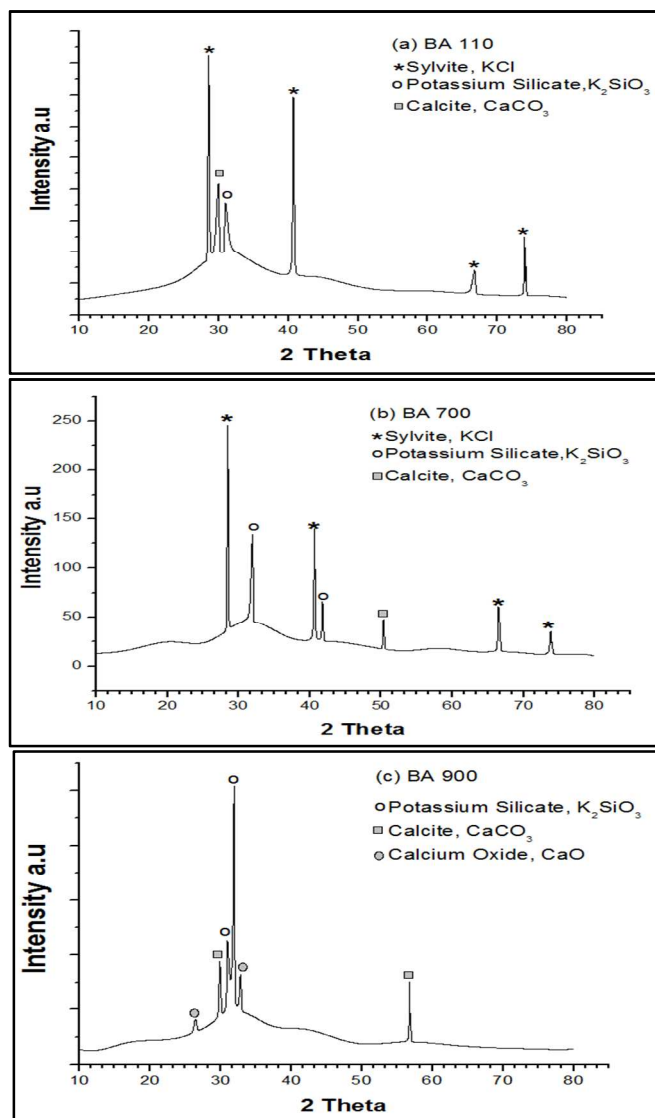 (a) BA 110
* Sylvite, KCl
○ Potassium Silicate,K₂SiO₃
■ Calcite, CaCO₃
Intensity a.u
10 20 30 40 50 60 70 80
2 Theta
(b) BA 700
* Sylvite, KCl
○ Potassium Silicate,K₂SiO₃
■ Calcite, CaCO₃
Intensity a.u
250
200
150
100
50
0
10 20 30 40 50 60 70 80
2 Theta
(c) BA 900
○ Potassium Silicate, K₂SiO₃
■ Calcite, CaCO₃
● Calcium Oxide, CaO
Intensity a.u
10 20 30 40 50 60 70 80
2 Theta